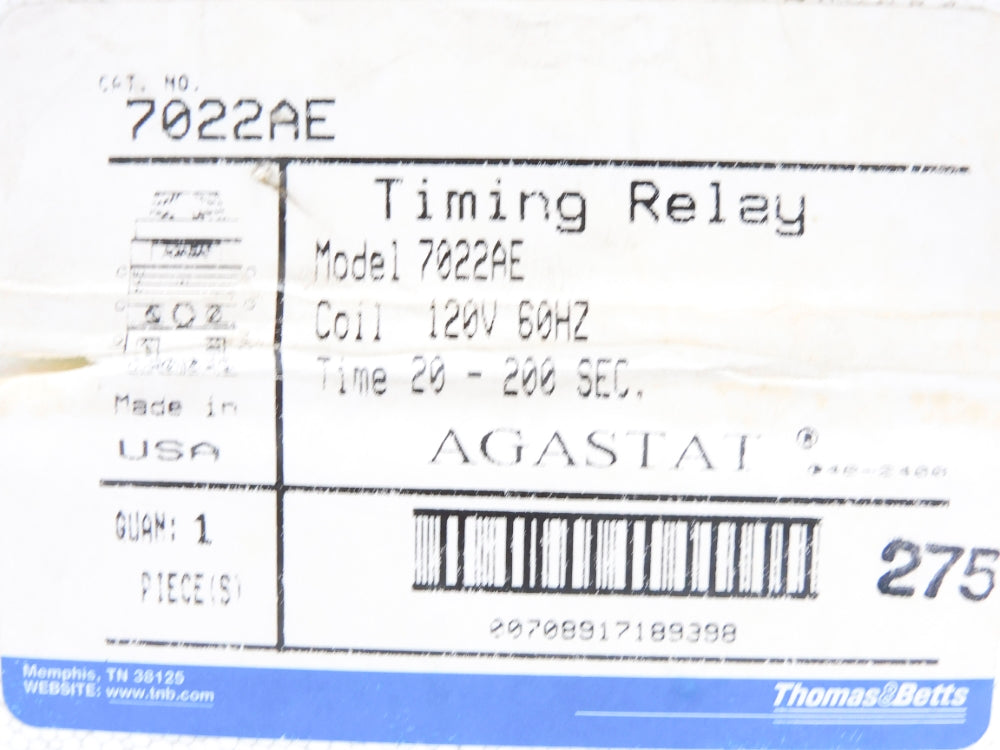 CAT. NO.
7022AE
Timing Relay
Model 7022AE
Coil 120V 60HZ
Time 20 - 200 SEC.
Made in
USA
AGASTAT ®
QUAN: 1
PIECE(S)
00708917189398
275
Memphis, TN 38125
WEBSITE: www.tnb.com
Thomas&Betts